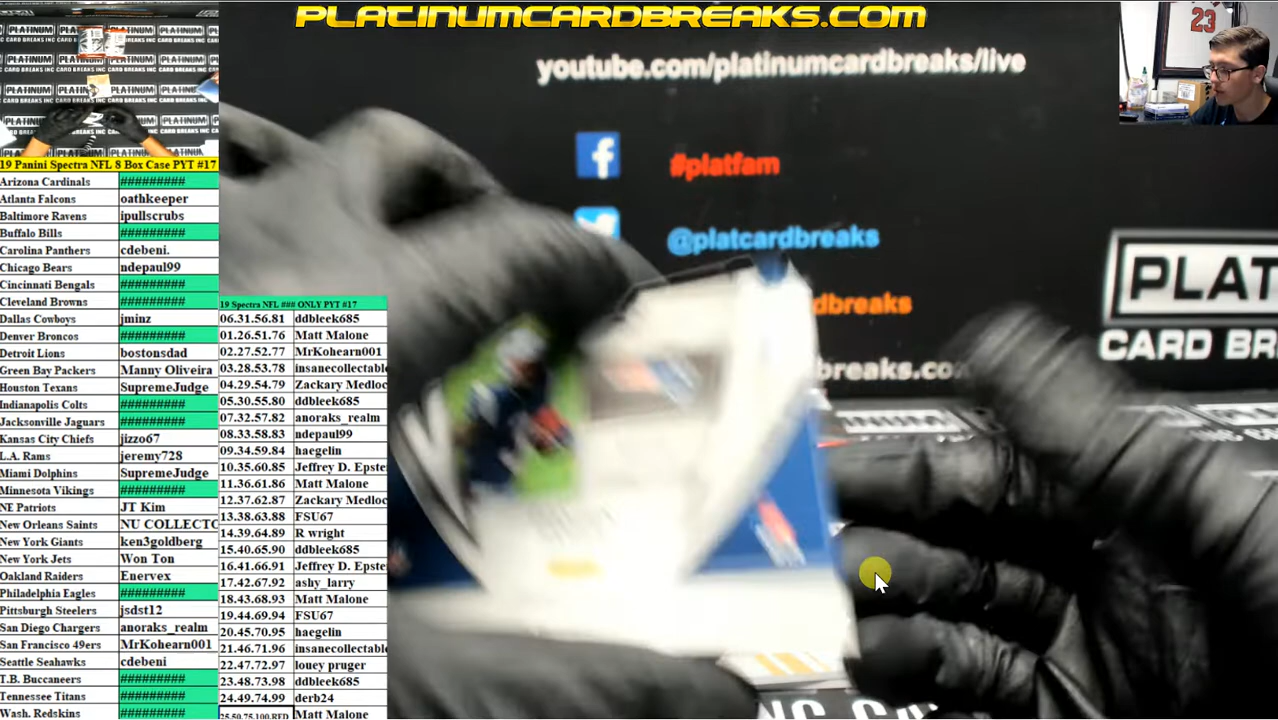 PLATINUMCARDBREAKS.COM
youtube.com/platinumcardbreaks/live
#platfam
@platcardbreaks
dbreaks
breaks.co
PLAT
CARD BR
23
19 Panini Spectra NFL 8 Box Case PYT #17
Arizona Cardinals #########
Atlanta Falcons oathkeeper
Baltimore Ravens ipullscrubs
Buffalo Bills #########
Carolina Panthers cdebeni.
Chicago Bears ndepaul99
Cincinnati Bengals #########
Cleveland Browns #########
Dallas Cowboys jminz
Denver Broncos #########
Detroit Lions bostonsdad
Green Bay Packers Manny Oliveira
Houston Texans SupremeJudge
Indianapolis Colts #########
Jacksonville Jaguars #########
Kansas City Chiefs jizzo67
L.A. Rams jeremy728
Miami Dolphins SupremeJudge
Minnesota Vikings #########
NE Patriots JT Kim
New Orleans Saints NU COLLECTO
New York Giants ken3goldberg
New York Jets Won Ton
Oakland Raiders Enervex
Philadelphia Eagles #########
Pittsburgh Steelers jsdst12
San Diego Chargers anoraks_realm
San Francisco 49ers MrKohearn001
Seattle Seahawks cdebeni
T.B. Buccaneers #########
Tennessee Titans #########
Wash. Redskins #########
19 Spectra NFL ### ONLY PYT #17
06.31.56.81 ddbleek685
01.26.51.76 Matt Malone
02.27.52.77 MrKohearn001
03.28.53.78 insanecollectable
04.29.54.79 Zackary Medloc
05.30.55.80 ddbleek685
07.32.57.82 anoraks_realm
08.33.58.83 ndepaul99
09.34.59.84 haegelin
10.35.60.85 Jeffrey D. Epste
11.36.61.86 Matt Malone
12.37.62.87 Zackary Medloc
13.38.63.88 FSU67
14.39.64.89 R wright
15.40.65.90 ddbleek685
16.41.66.91 Jeffrey D. Epste
17.42.67.92 ashy_larry
18.43.68.93 Matt Malone
19.44.69.94 FSU67
20.45.70.95 haegelin
21.46.71.96 insanecollectable
22.47.72.97 louey pruger
23.48.73.98 ddbleek685
24.49.74.99 derb24
25.50.75.100.RED Matt Malone